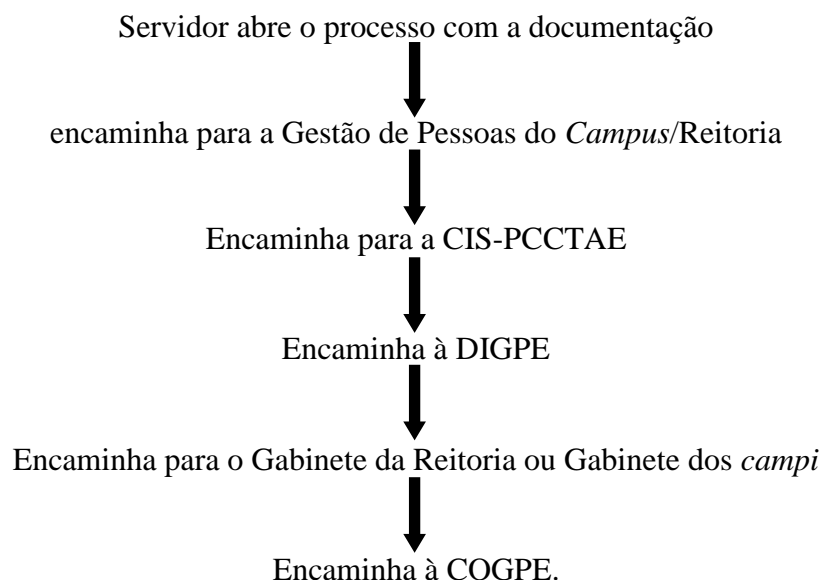 Servidor abre o processo com a documentação
encaminha para a Gestão de Pessoas do Campus/Reitoria
Encaminha para a CIS-PCCTAE
Encaminha à DIGPE
Encaminha para o Gabinete da Reitoria ou Gabinete dos campi
Encaminha à COGPE.